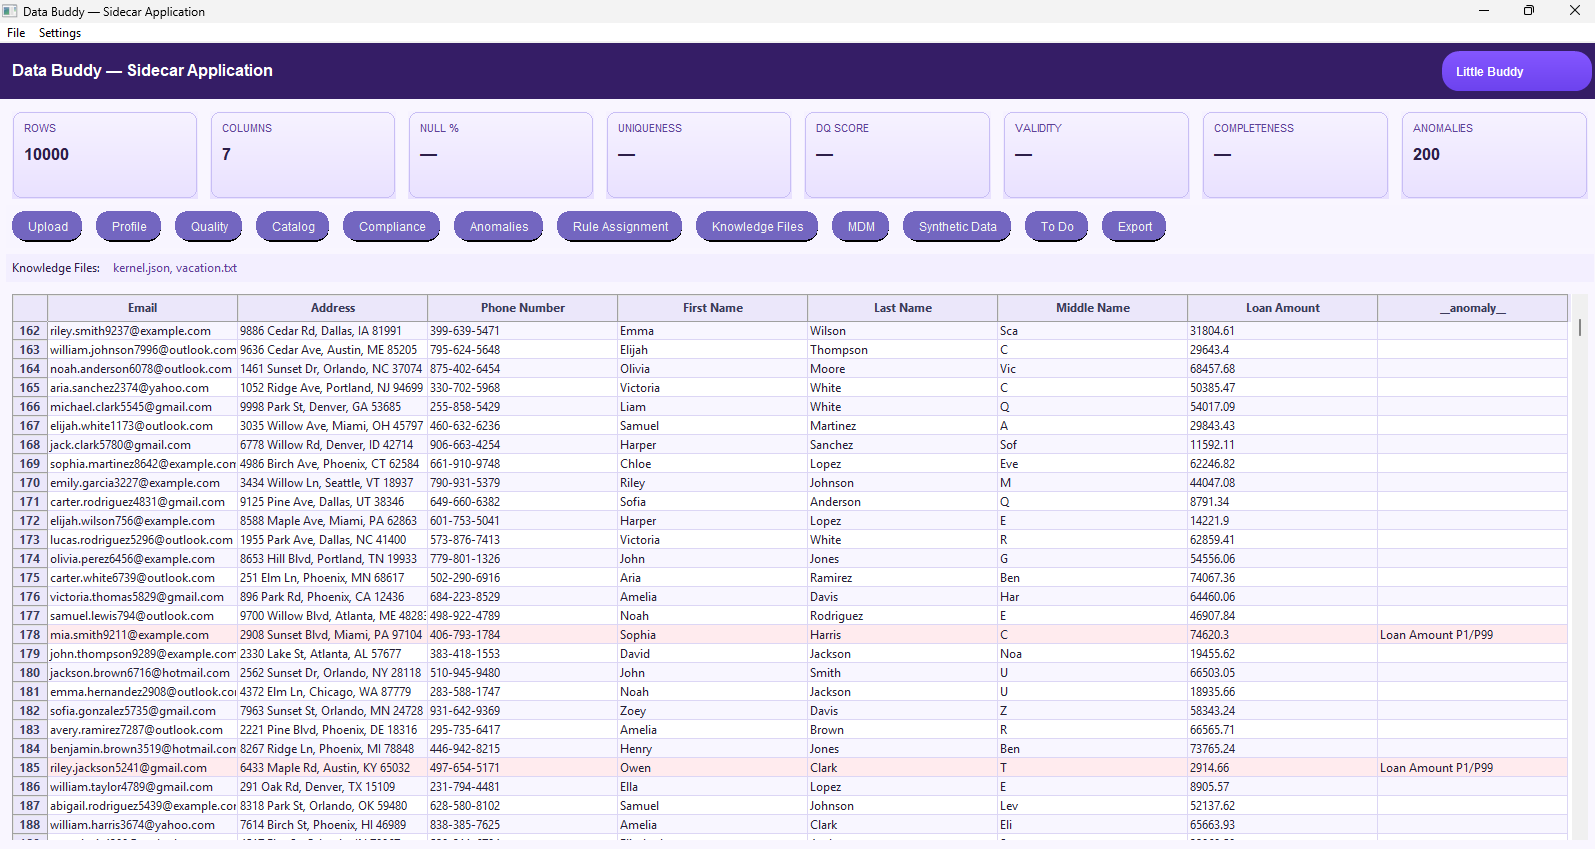 Data Buddy — Sidecar Application
File Settings
Data Buddy — Sidecar Application Little Buddy
ROWS COLUMNS NULL % UNIQUENESS DQ SCORE VALIDITY COMPLETENESS ANOMALIES
10000 7 — — — — — 200
Upload Profile Quality Catalog Compliance Anomalies Rule Assignment Knowledge Files MDM Synthetic Data To Do Export
Knowledge Files: kernel.json, vacation.txt
Email Address Phone Number First Name Last Name Middle Name Loan Amount __anomaly__
162 riley.smith9237@example.com 9886 Cedar Rd, Dallas, IA 81991 399-639-5471 Emma Wilson Sca 31804.61
163 william.johnson7996@outlook.com 9636 Cedar Ave, Austin, ME 85205 795-624-5648 Elijah Thompson C 29643.4
164 noah.anderson6078@outlook.com 1461 Sunset Dr, Orlando, NC 37074 875-402-6454 Olivia Moore Vic 68457.68
165 aria.sanchez2374@yahoo.com 1052 Ridge Ave, Portland, NJ 94699 330-702-5968 Victoria White C 50385.47
166 michael.clark5545@gmail.com 9998 Park St, Denver, GA 53685 255-858-5429 Liam White Q 54017.09
167 elijah.white1173@outlook.com 3035 Willow Ave, Miami, OH 45797 460-632-6236 Samuel Martinez A 29843.43
168 jack.clark5780@gmail.com 6778 Willow Rd, Denver, ID 42714 906-663-4254 Harper Sanchez Sof 11592.11
169 sophia.martinez8642@example.com 4986 Birch Ave, Phoenix, CT 62584 661-910-9748 Chloe Lopez Eve 62246.82
170 emily.garcia3227@example.com 3434 Willow Ln, Seattle, VT 18937 790-931-5379 Riley Johnson M 44047.08
171 carter.rodriguez4831@gmail.com 9125 Pine Ave, Dallas, UT 38346 649-660-6382 Sofia Anderson Q 8791.34
172 elijah.wilson756@example.com 8588 Maple Ave, Miami, PA 62863 601-753-5041 Harper Lopez E 14221.9
173 lucas.rodriguez5296@outlook.com 1955 Park Ave, Dallas, NC 41400 573-876-7413 Victoria White R 62859.41
174 olivia.perez6456@example.com 8653 Hill Blvd, Portland, TN 19933 779-801-1326 John Jones G 54556.06
175 carter.white6739@outlook.com 251 Elm Ln, Phoenix, MN 68617 502-290-6916 Aria Ramirez Ben 74067.36
176 victoria.thomas5829@gmail.com 896 Park Rd, Phoenix, CA 12436 684-223-8529 Amelia Davis Har 64460.06
177 samuel.lewis794@outlook.com 9700 Willow Blvd, Atlanta, ME 4828 498-922-4789 Noah Rodriguez E 46907.84
178 mia.smith9211@example.com 2908 Sunset Blvd, Miami, PA 97104 406-793-1784 Sophia Harris C 74620.3 Loan Amount P1/P99
179 john.thompson9289@example.com 2330 Lake St, Atlanta, AL 57677 383-418-1553 David Jackson Noa 19455.62
180 jackson.brown6716@hotmail.com 2562 Sunset Dr, Orlando, NY 28118 510-945-9480 John Smith U 66503.05
181 emma.hernandez2908@outlook.co 4372 Elm Ln, Chicago, WA 87779 283-588-1747 Noah Jackson U 18935.66
182 sofia.gonzalez5735@gmail.com 7963 Sunset St, Orlando, MN 24728 931-642-9369 Zoey Davis Z 58343.24
183 avery.ramirez7287@outlook.com 2221 Pine Blvd, Phoenix, DE 18316 295-735-6417 Amelia Brown R 66565.71
184 benjamin.brown3519@hotmail.com 8267 Ridge Ln, Phoenix, MI 78848 446-942-8215 Henry Jones Ben 73765.24
185 riley.jackson5241@gmail.com 6433 Maple Rd, Austin, KY 65032 497-654-5171 Owen Clark T 2914.66 Loan Amount P1/P99
186 william.taylor4789@gmail.com 291 Oak Rd, Denver, TX 15109 231-794-4481 Ella Lopez E 8905.57
187 abigail.rodriguez5439@example.co 8318 Park St, Orlando, OK 59480 628-580-8102 Samuel Johnson Lev 52137.62
188 william.harris3674@yahoo.com 7614 Birch St, Phoenix, HI 46989 838-385-7625 Amelia Clark Eli 65663.93